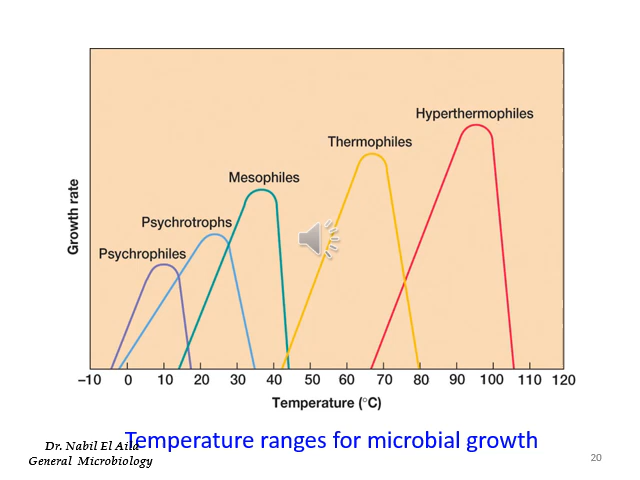 Hyperthermophiles
Thermophiles
Mesophiles
Psychrotrophs
Psychrophiles
Growth rate
−10 0 10 20 30 40 50 60 70 80 90 100 110 120
Temperature (°C)
Temperature ranges for microbial growth
Dr. Nabil El Aila
General Microbiology
20